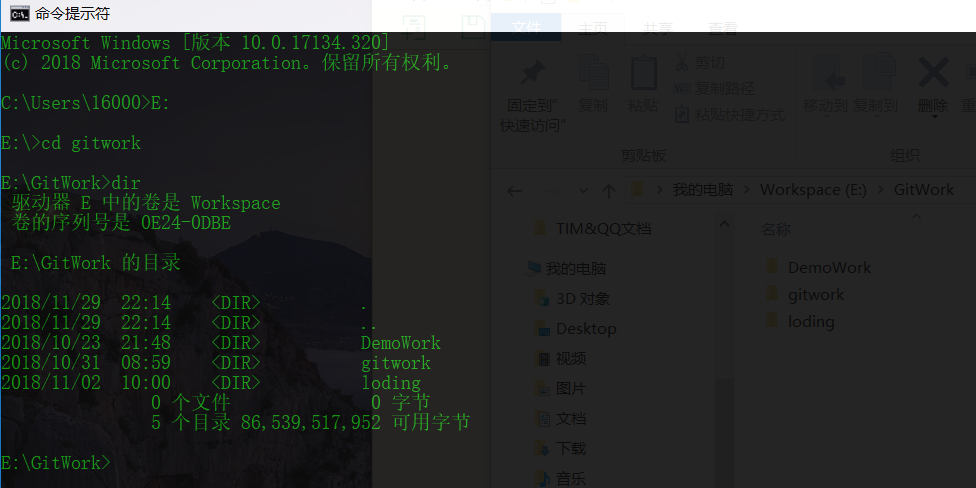 命令提示符
Microsoft Windows [版本 10.0.17134.320]
(c) 2018 Microsoft Corporation。保留所有权利。
C:\Users\16000>E:
E:\>cd gitwork
E:\GitWork>dir
驱动器 E 中的卷是 Workspace
卷的序列号是 0E24-0DBE
E:\GitWork 的目录
2018/11/29 22:14 <DIR> .
2018/11/29 22:14 <DIR> ..
2018/10/23 21:48 <DIR> DemoWork
2018/10/31 08:59 <DIR> gitwork
2018/11/02 10:00 <DIR> loding
0 个文件 0 字节
5 个目录 86,539,517,952 可用字节
E:\GitWork>
文件 主页 共享 查看
固定到"快速访问"
复制
粘贴
剪切
复制路径
粘贴快捷方式
剪贴板
移动到 复制到 删除
组织
我的电脑 > Workspace (E:) > GitWork
TIM&QQ文档
我的电脑
3D 对象
Desktop
视频
图片
文档
下载
音乐
名称
DemoWork
gitwork
loding